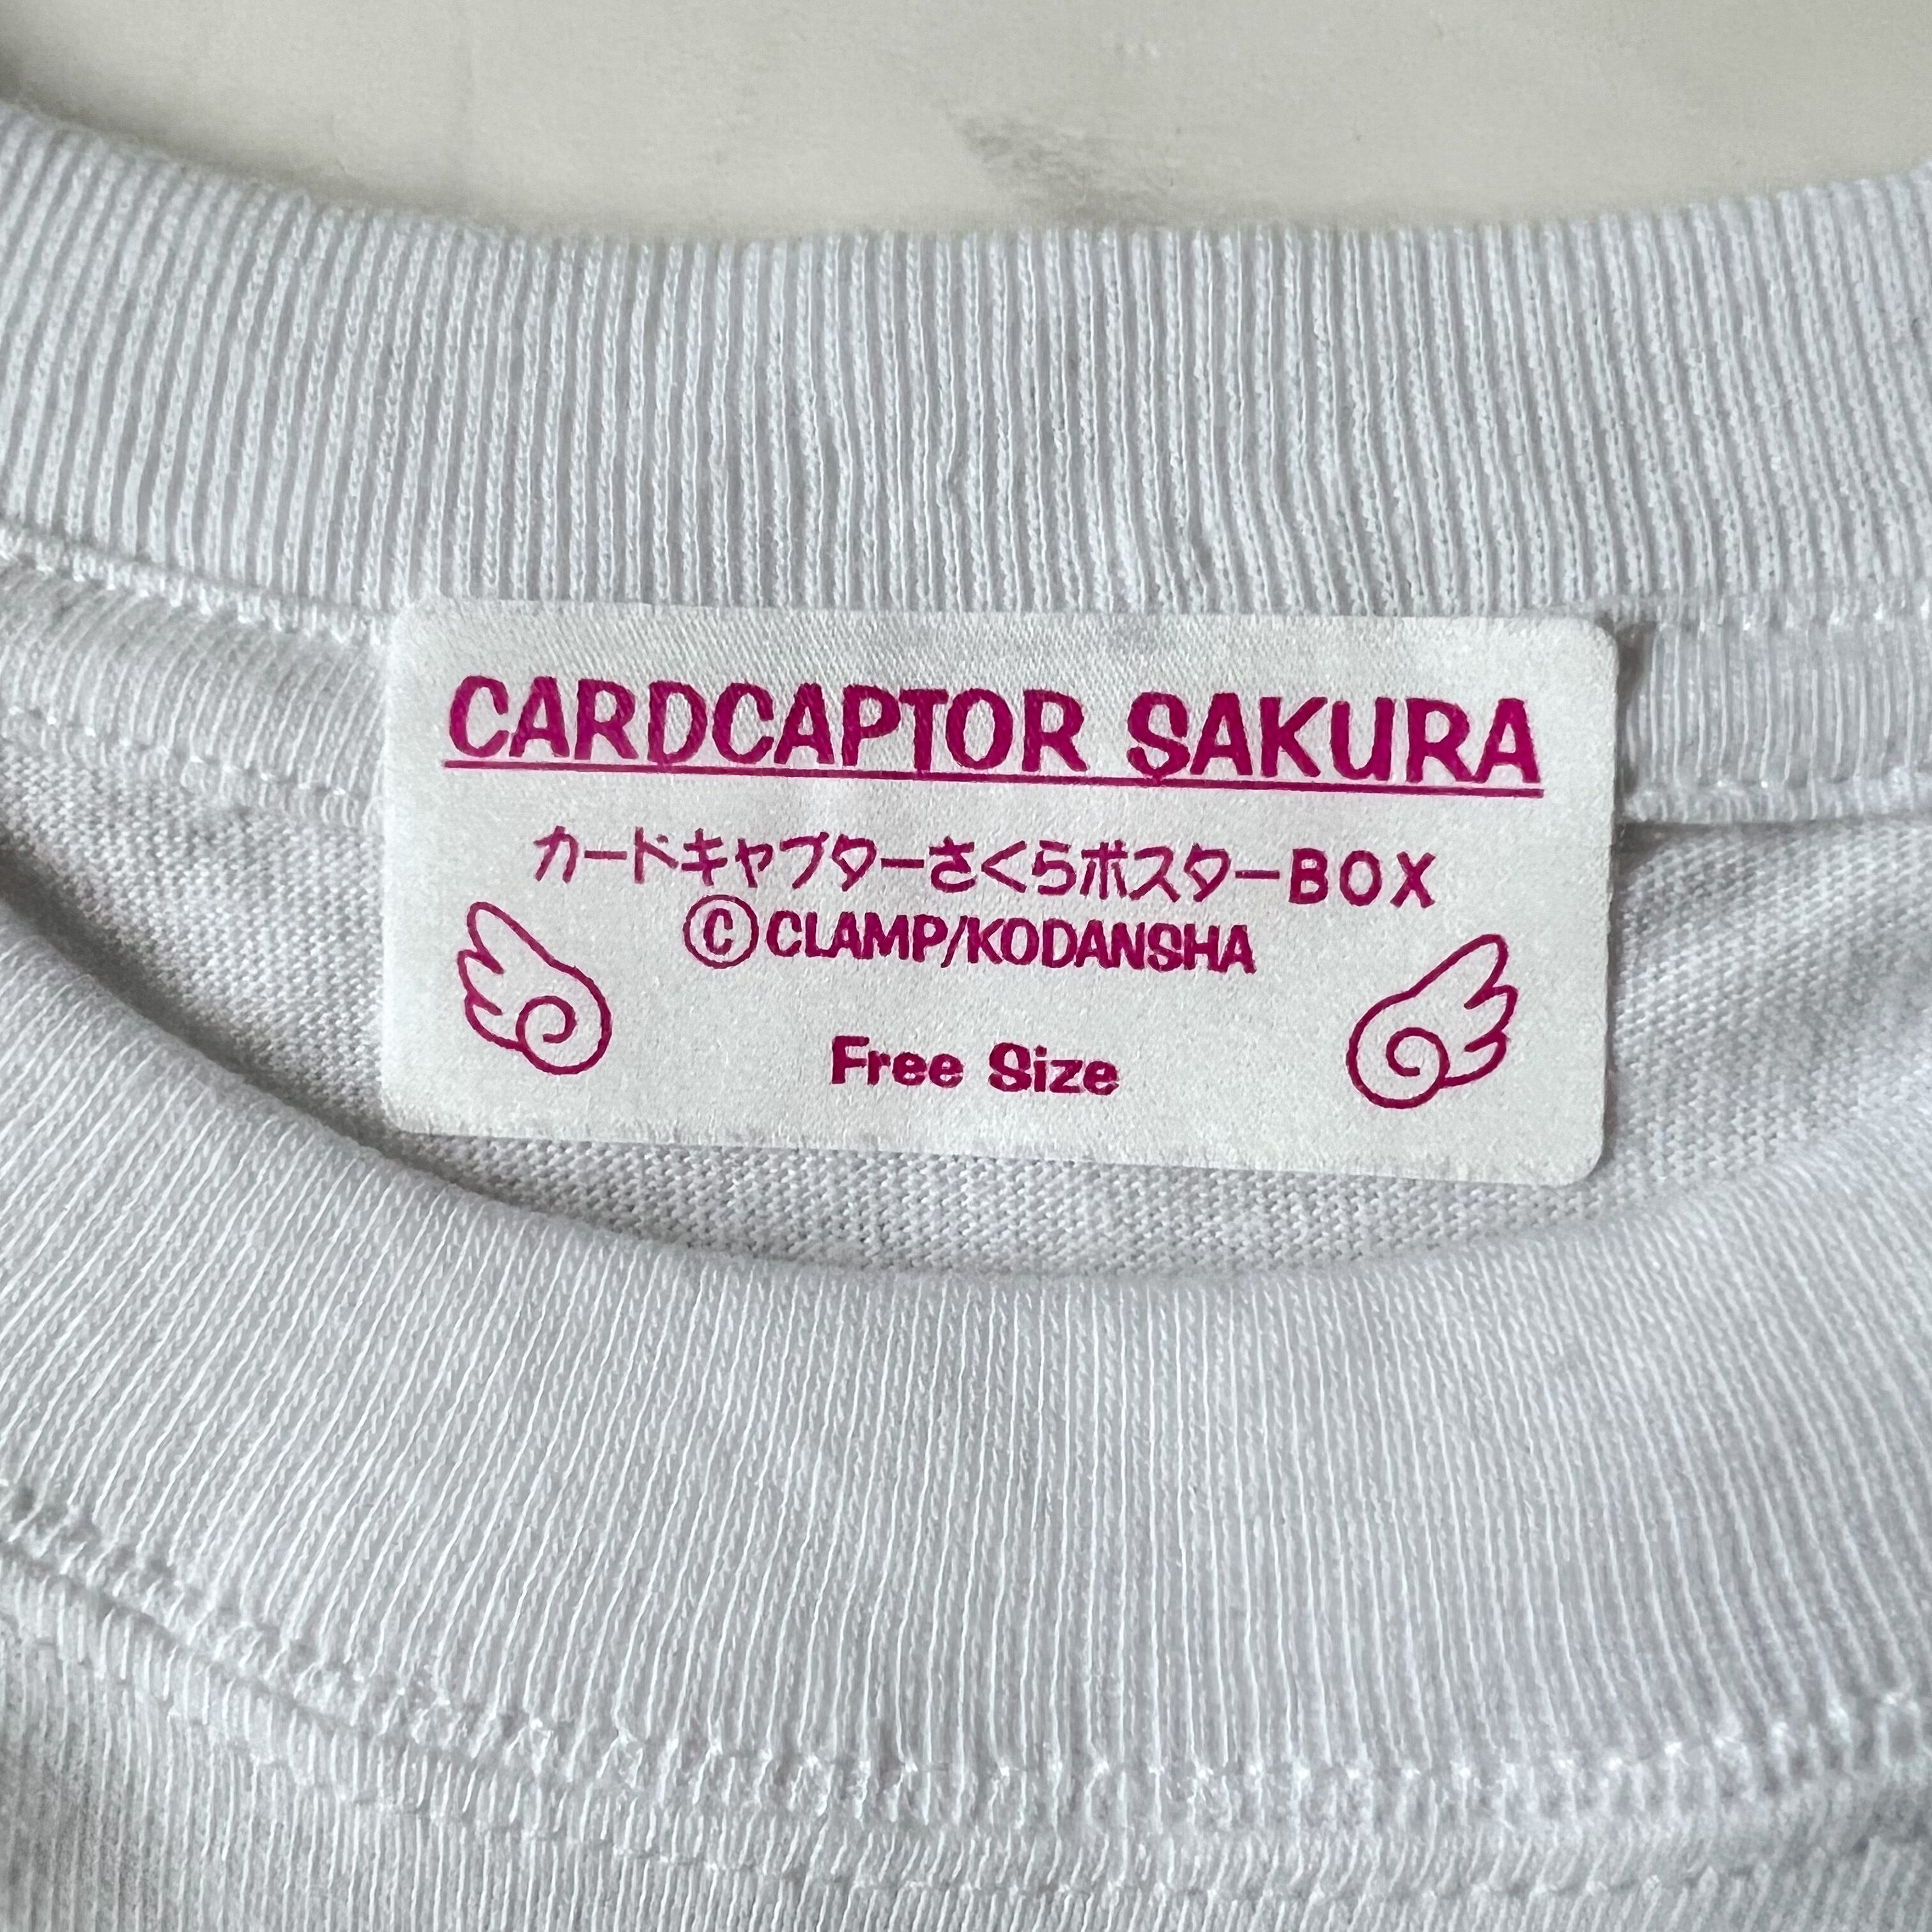 CARDCAPTOR SAKURA
カードキャプターさくらポスターBOX
©CLAMP/KODANSHA
Free Size